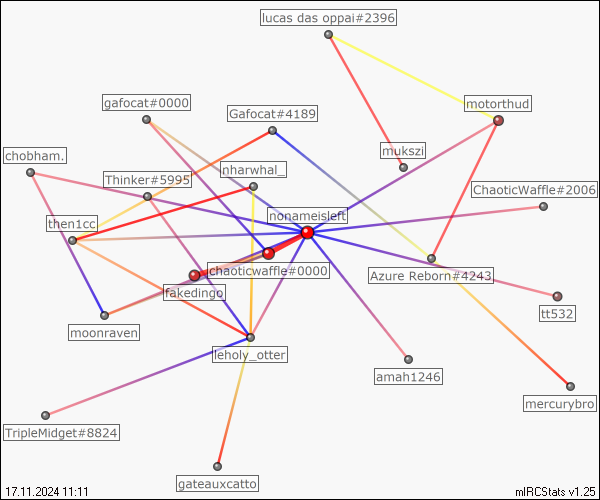 lucas das oppai#2396
gafocat#0000
motorthud
Gafocat#4189
chobham.
mukszi
nharwhal_
Thinker#5995
ChaoticWaffle#2006
nonameisleft
then1cc
chaoticwaffle#0000
Azure Reborn#4243
fakedingo
tt532
moonraven
leholy_otter
amah1246
mercurybro
TripleMidget#8824
gateauxcatto
17.11.2024 11:11
mIRCStats v1.25